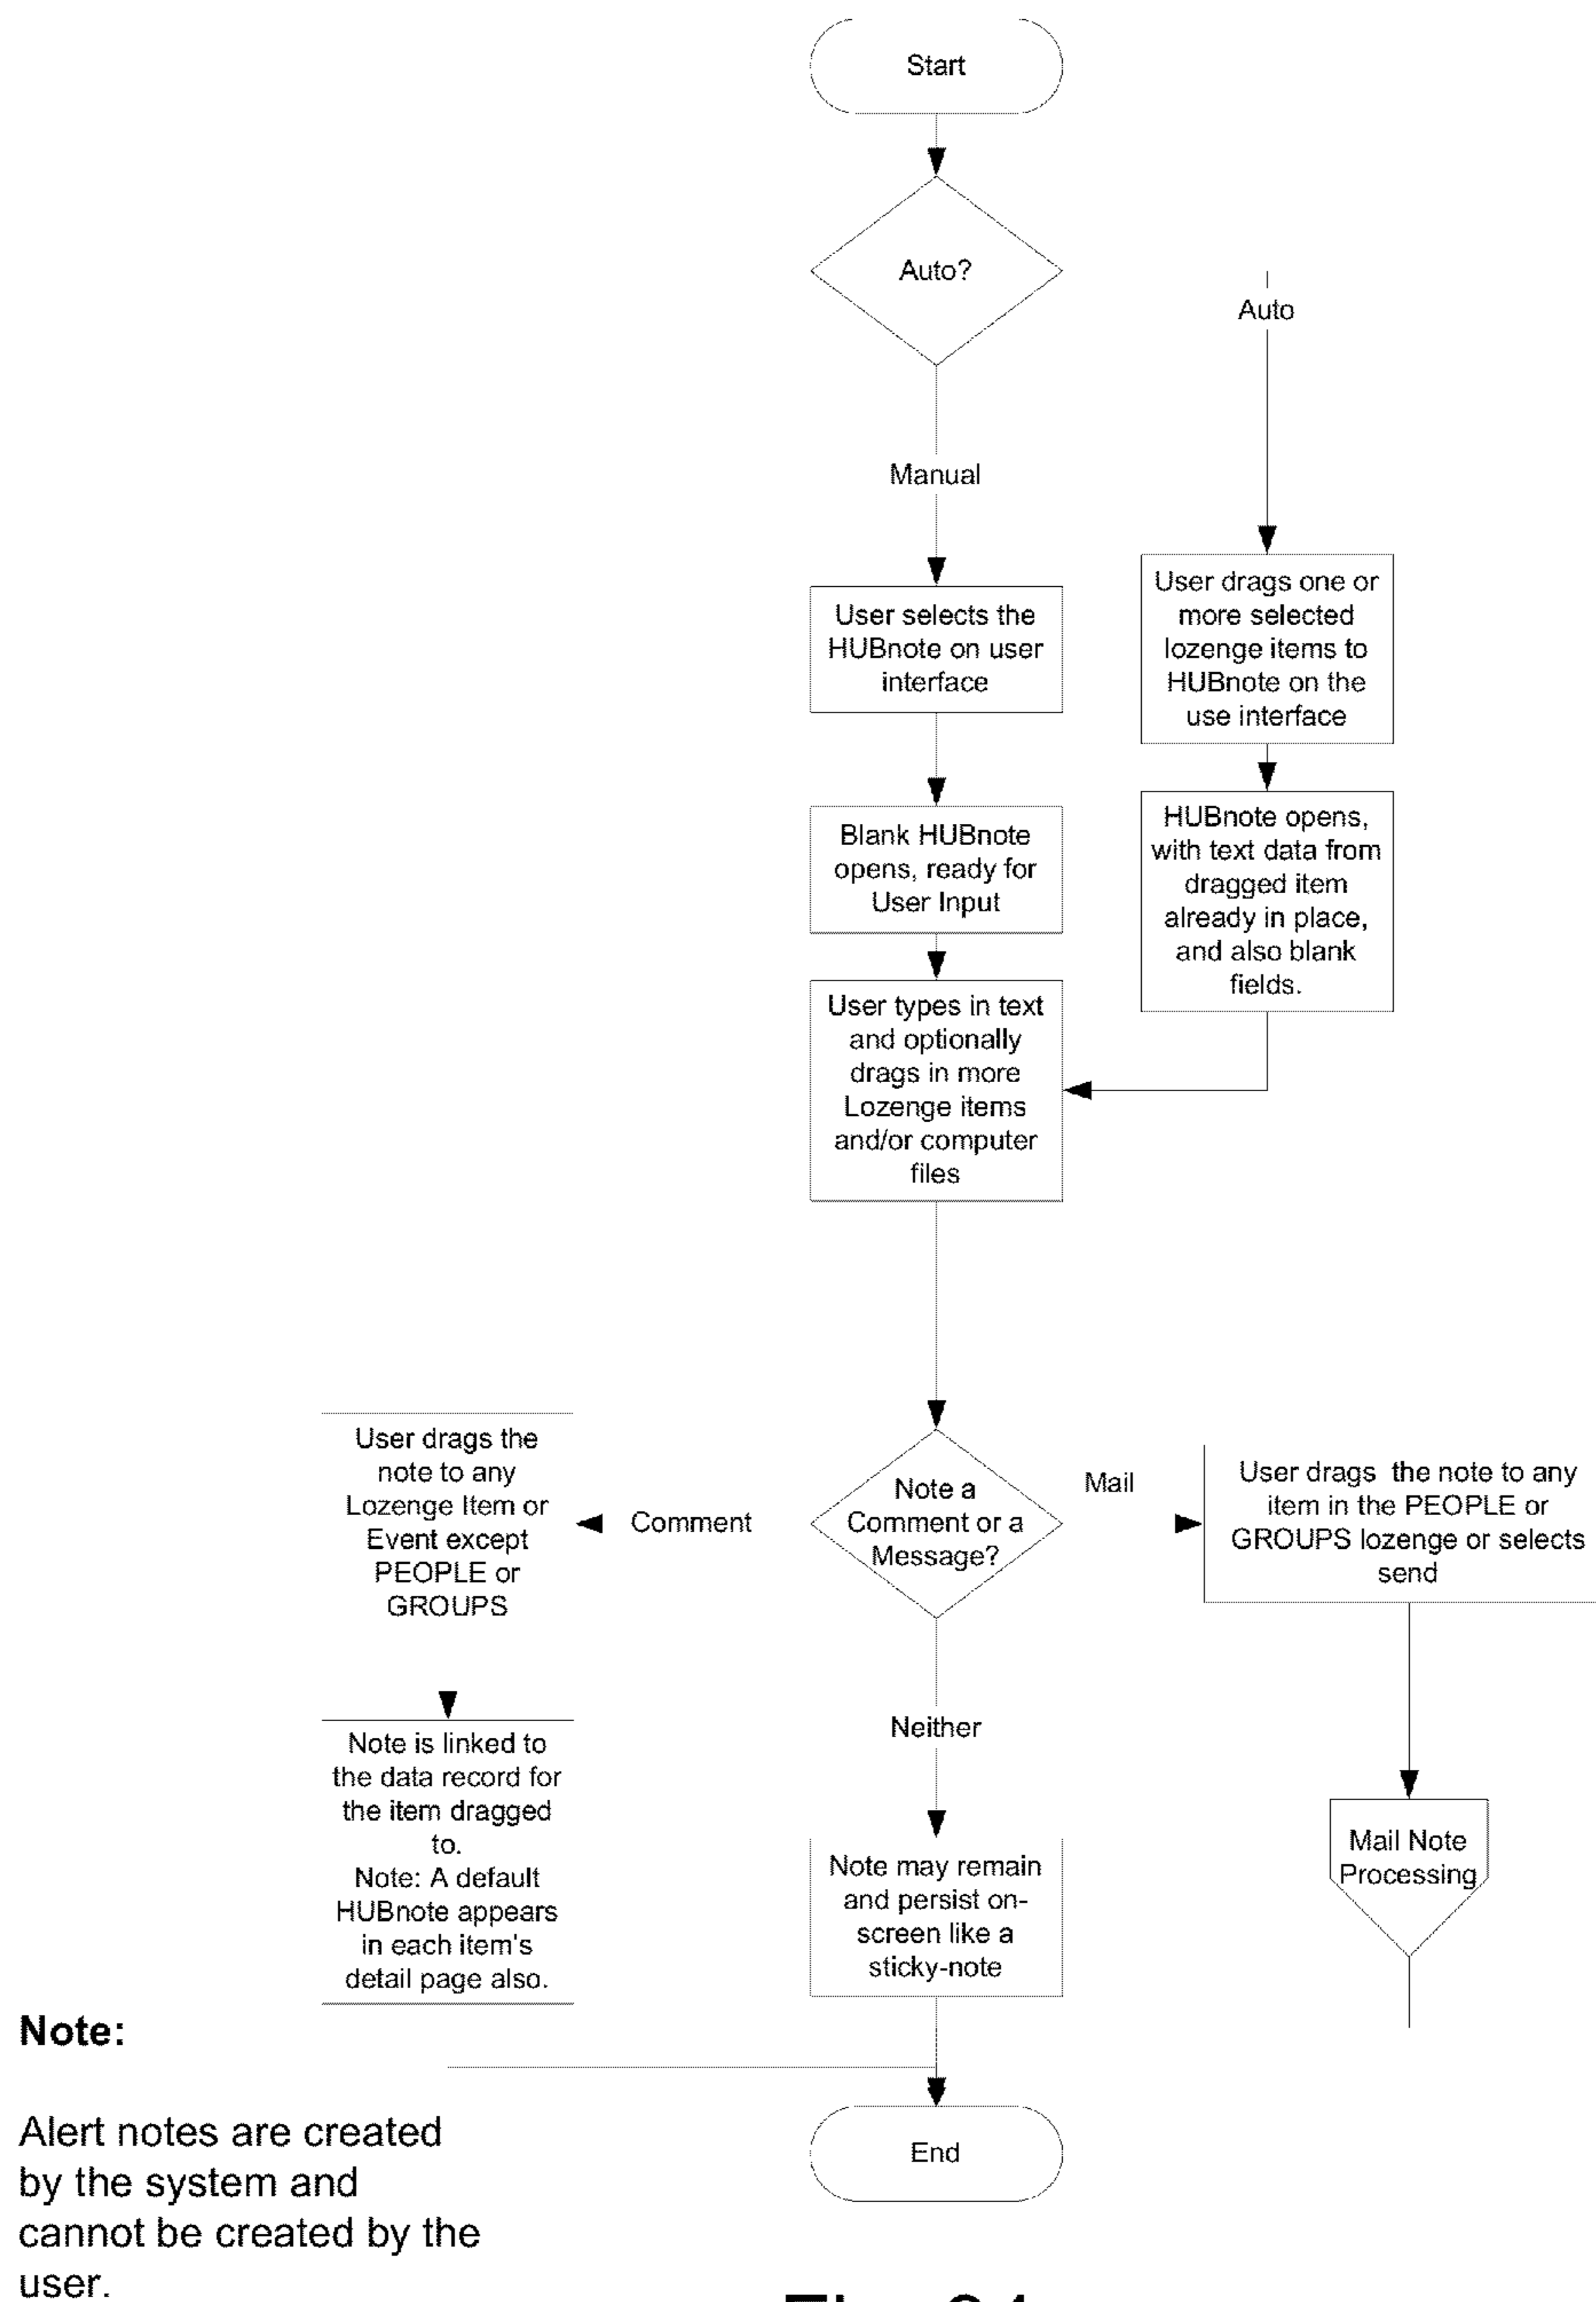 Start
Auto?
Auto
Manual
User selects the
HUBnote on user
interface
User drags one or
more selected
lozenge items to
HUBnote on the
use interface
Blank HUBnote
opens, ready for
User Input
HUBnote opens,
with text data from
dragged item
already in place,
and also blank
fields.
User types in text
and optionally
drags in more
Lozenge items
and/or computer
files
User drags the
note to any
Lozenge Item or
Event except
PEOPLE or
GROUPS
Comment
Note a
Comment or a
Message?
Mail
User drags the note to any
item in the PEOPLE or
GROUPS lozenge or selects
send
Neither
Note is linked to
the data record for
the item dragged
to.
Note: A default
HUBnote appears
in each item's
detail page also.
Note may remain
and persist on-
screen like a
sticky-note
Mail Note
Processing
Note:
Alert notes are created
by the system and
cannot be created by the
user.
End